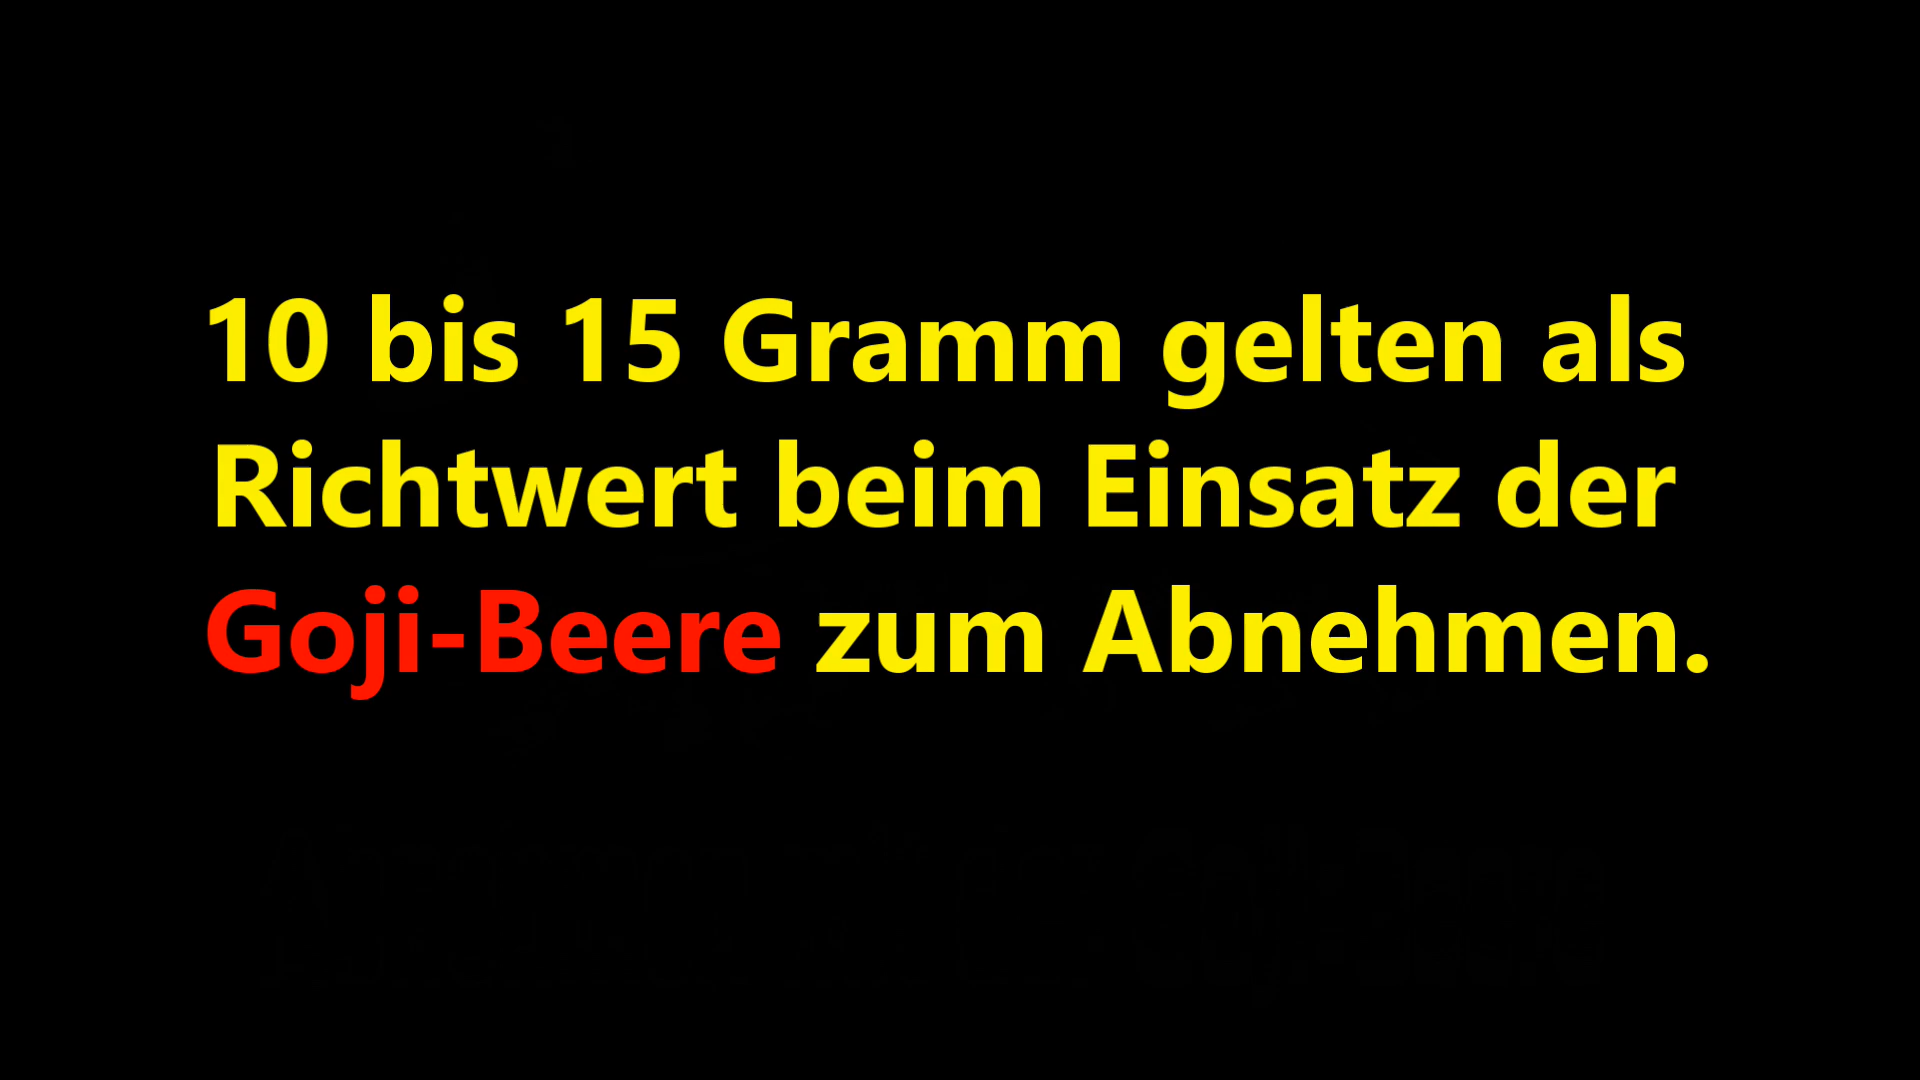 10 bis 15 Gramm gelten als
Richtwert beim Einsatz der
Goji-Beere zum Abnehmen.